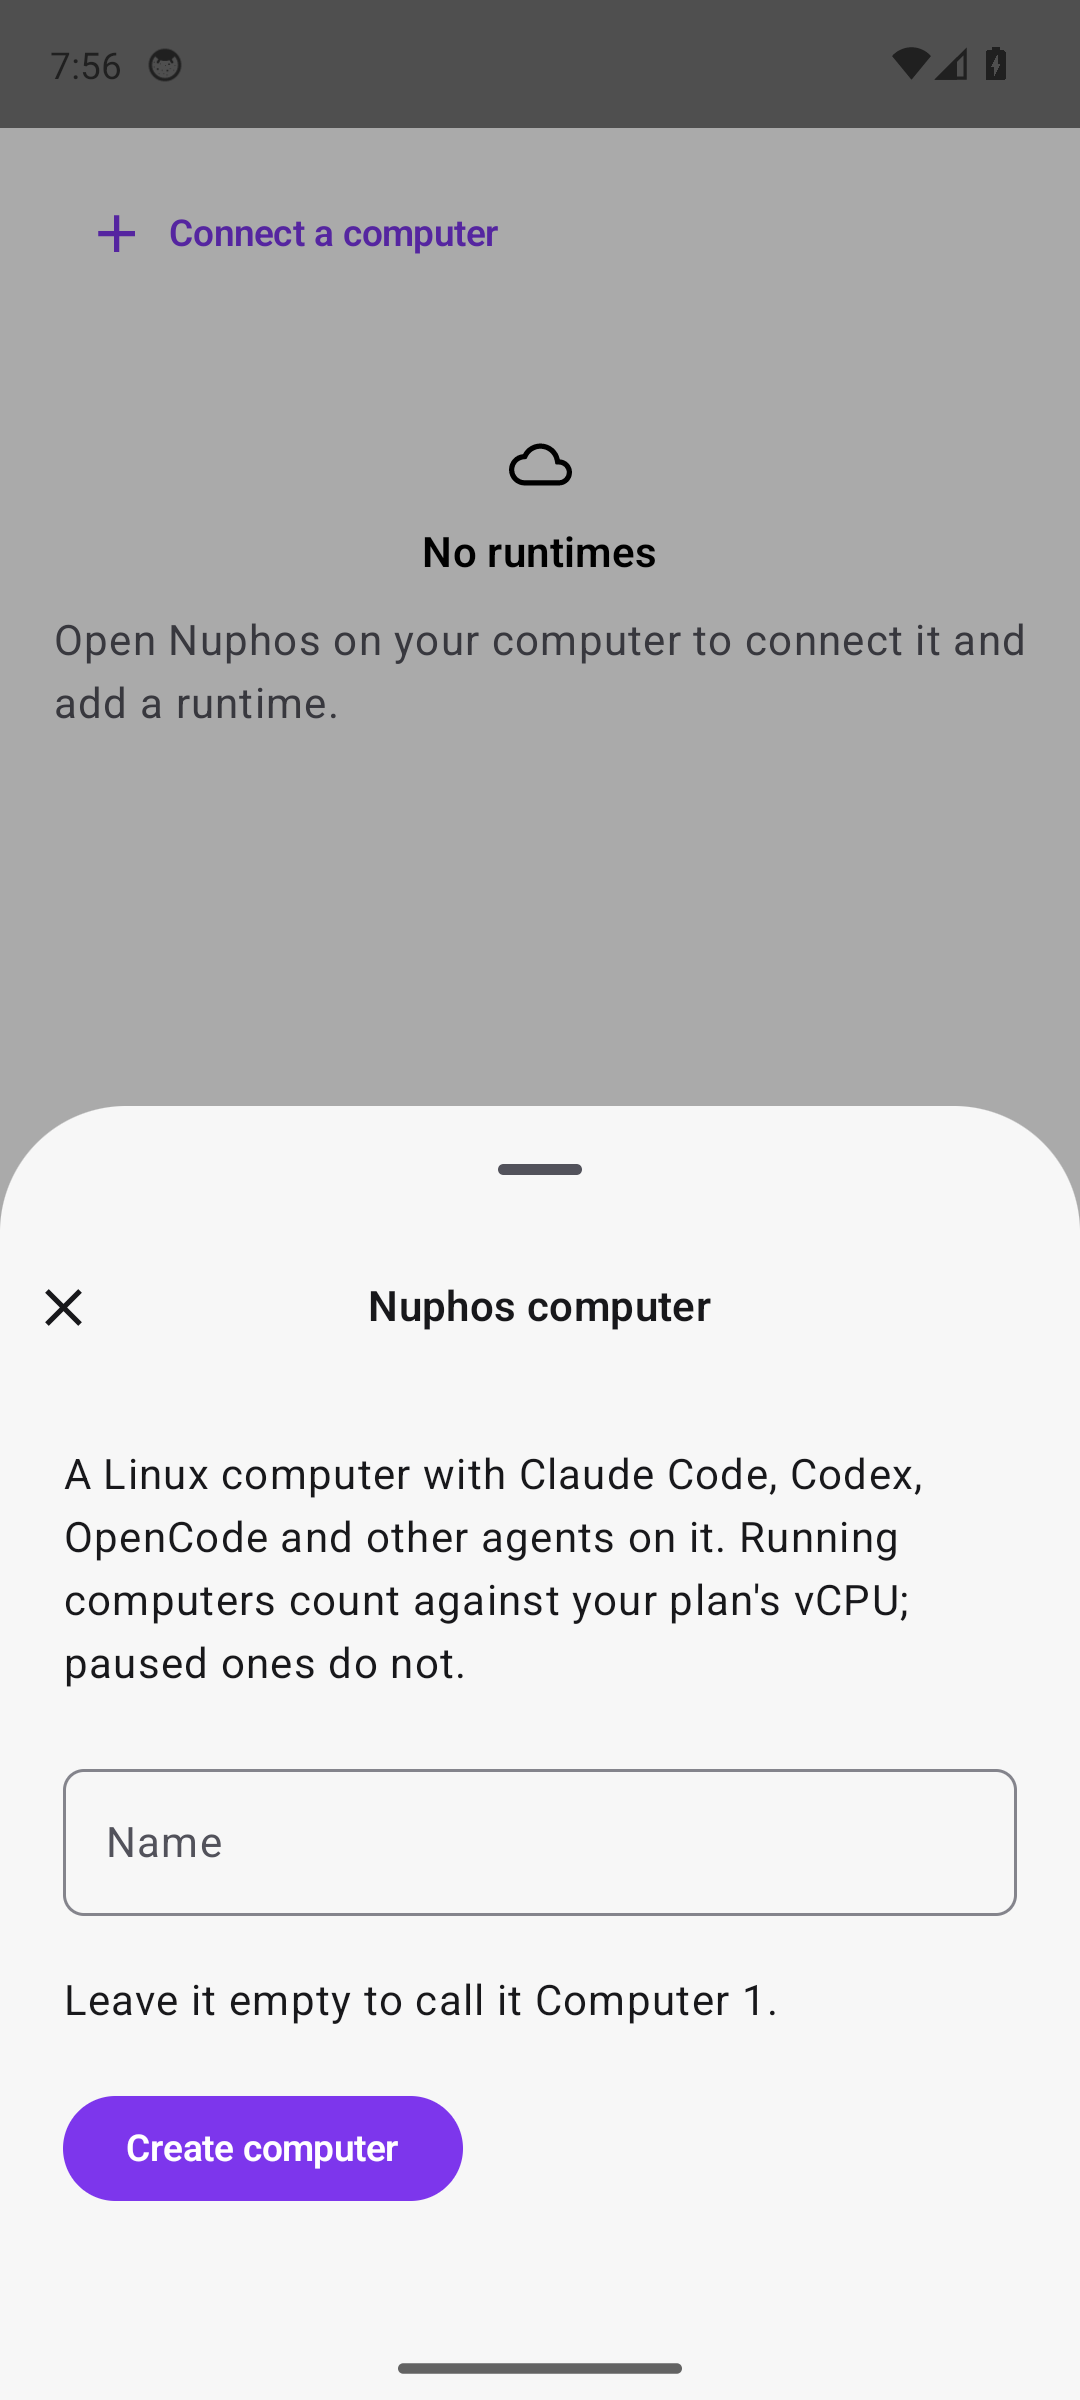 7:56
Connect a computer
No runtimes
Open Nuphos on your computer to connect it and
add a runtime.
Nuphos computer
A Linux computer with Claude Code, Codex,
OpenCode and other agents on it. Running
computers count against your plan's vCPU;
paused ones do not.
Name
Leave it empty to call it Computer 1.
Create computer